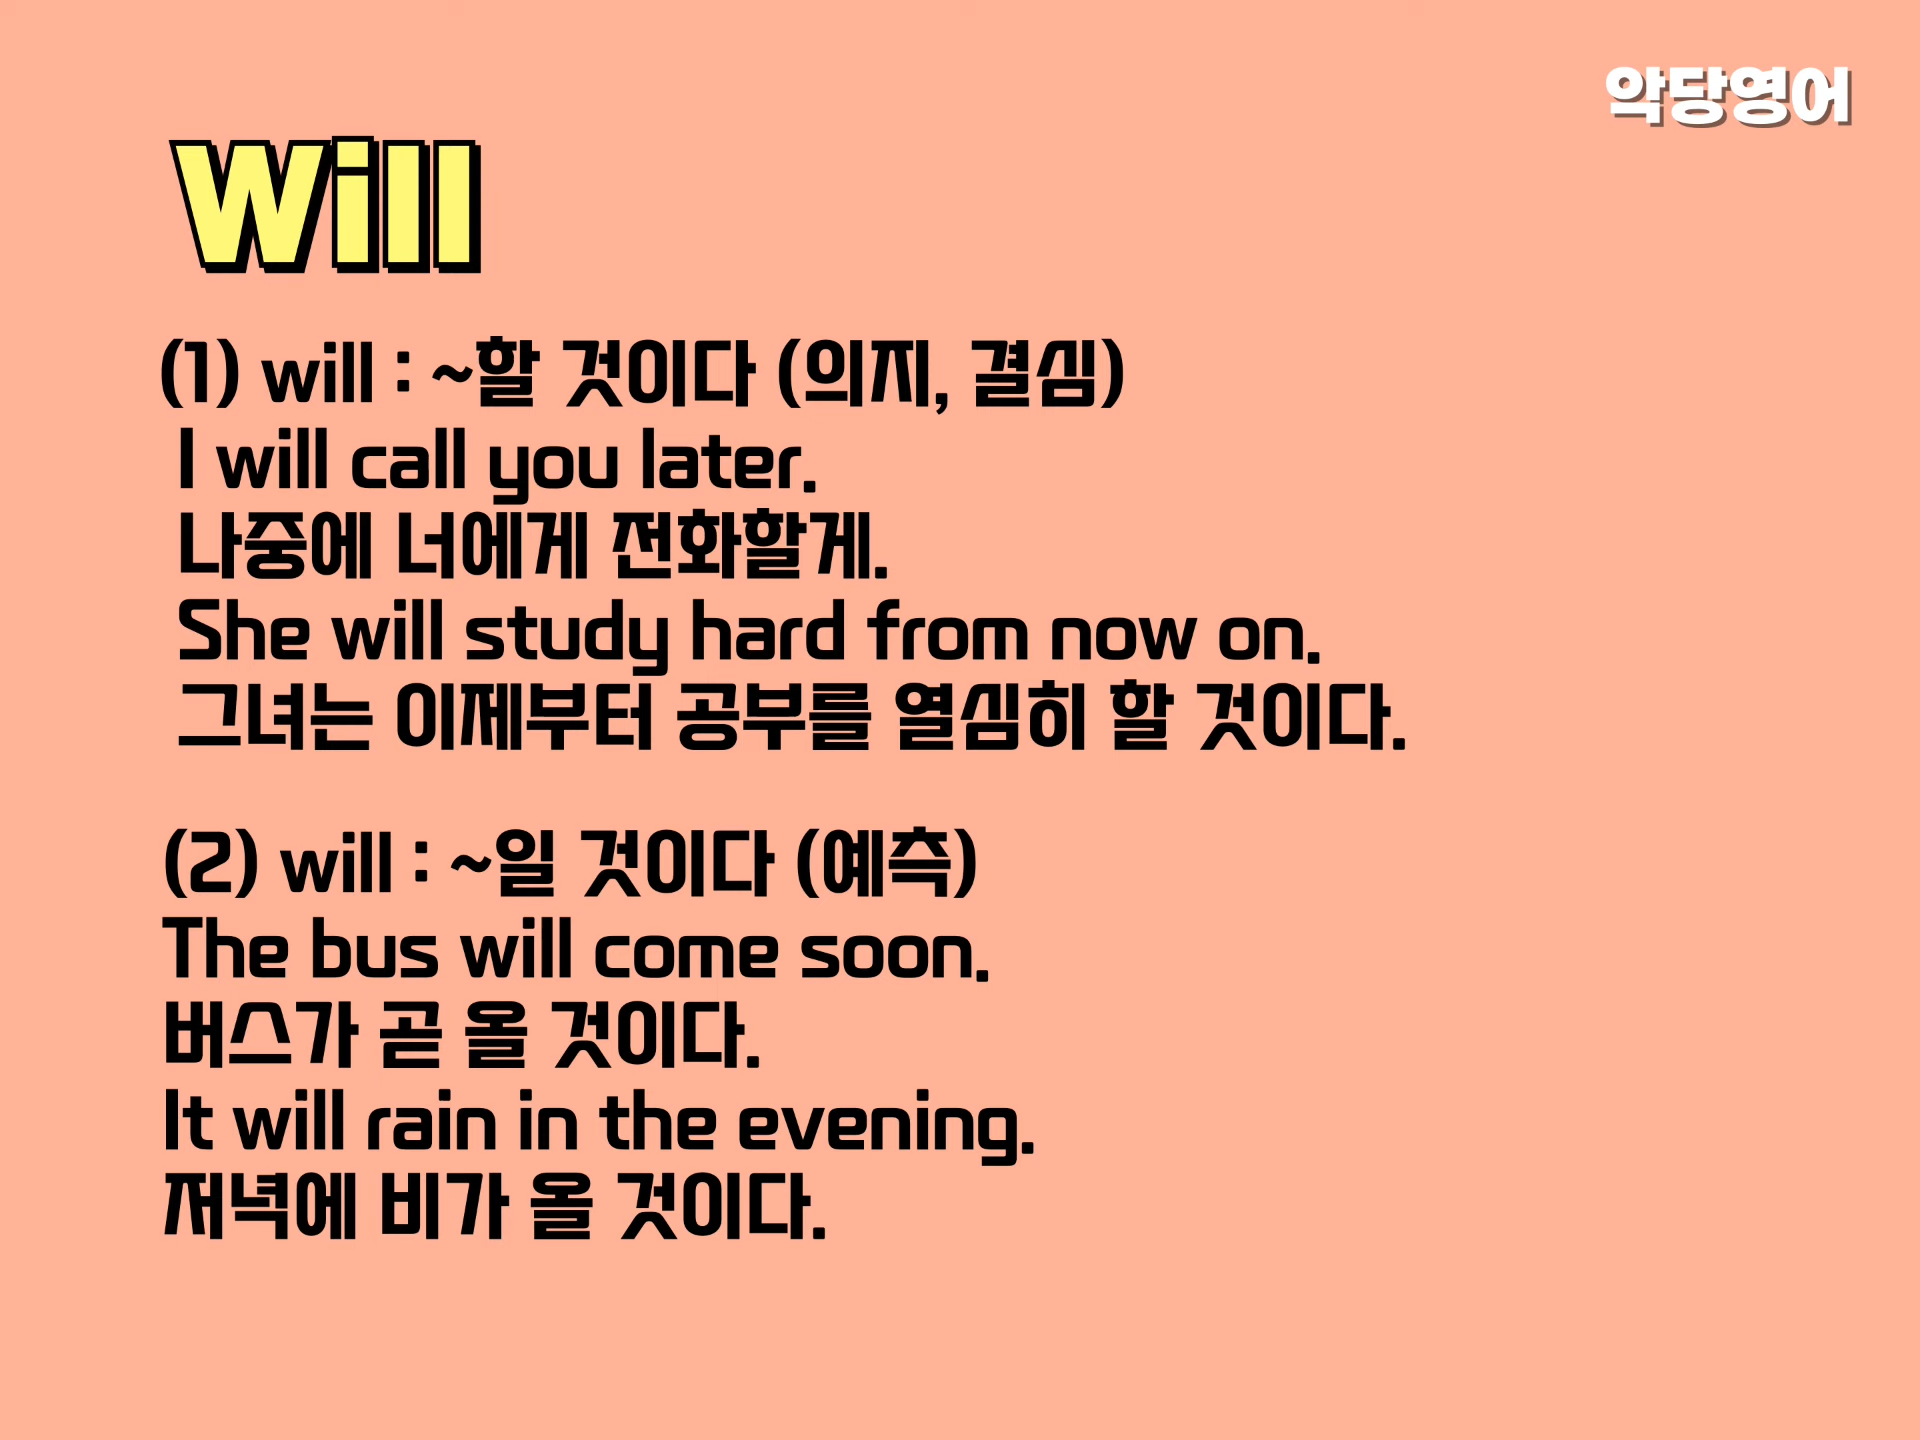 악당영어
Will
(1) will : ~할 것이다 (의지, 결심)
I will call you later.
나중에 너에게 전화할게.
She will study hard from now on.
그녀는 이제부터 공부를 열심히 할 것이다.
(2) will : ~일 것이다 (예측)
The bus will come soon.
버스가 곧 올 것이다.
It will rain in the evening.
저녁에 비가 올 것이다.